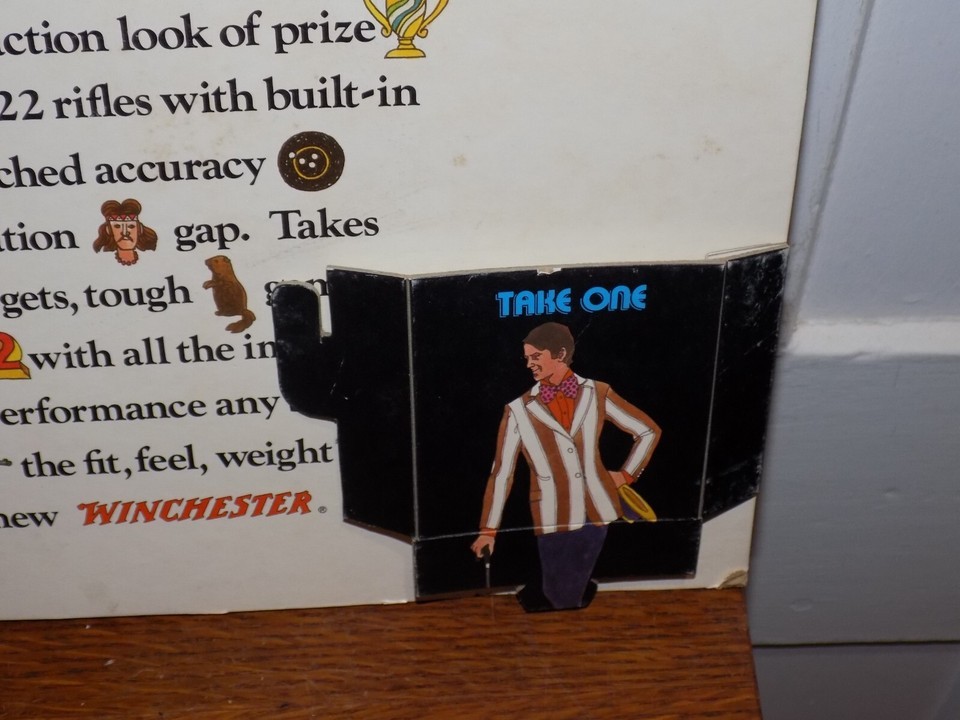 action look of prize
22 rifles with built-in
ched accuracy
tion gap. Takes
gets, tough
2 with all the in
erformance any
the fit, feel, weight
new WINCHESTER®
TAKE ONE